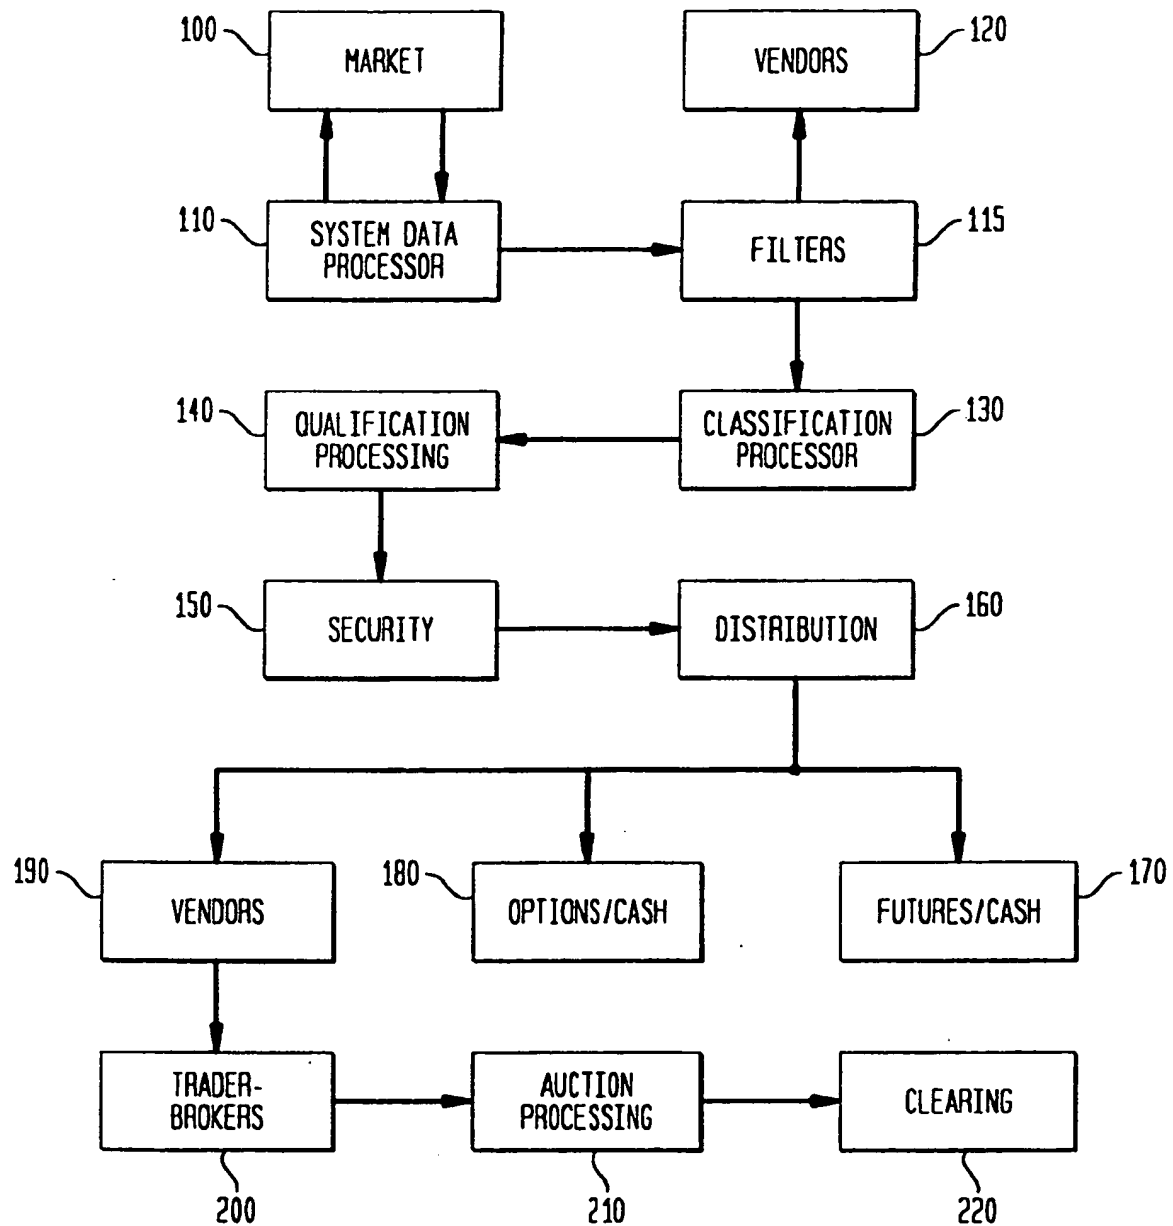 100
MARKET
VENDORS
120
110
SYSTEM DATA
PROCESSOR
FILTERS
115
140
QUALIFICATION
PROCESSING
CLASSIFICATION
PROCESSOR
130
150
SECURITY
DISTRIBUTION
160
190
VENDORS
180
OPTIONS/CASH
FUTURES/CASH
170
TRADER-
BROKERS
AUCTION
PROCESSING
CLEARING
200
210
220